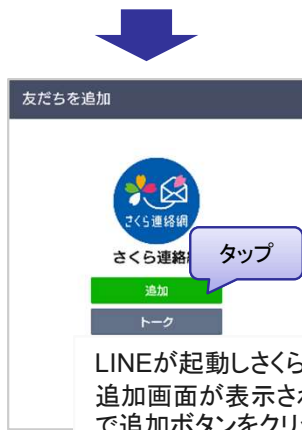 友だちを追加
さくら連絡網
さくら連絡
タップ
追加
トーク
LINEが起動しさくら
追加画面が表示さ
で追加ボタンをクリ